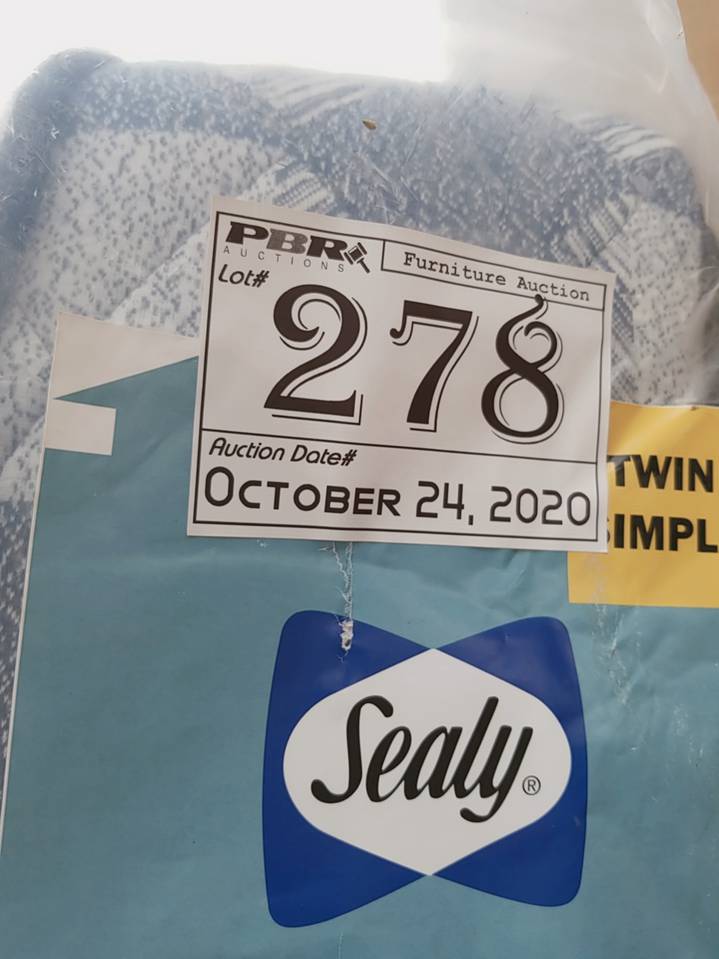 PBR
AUCTIONS
Furniture Auction
Lot#
278
Auction Date#
OCTOBER 24, 2020
TWIN
SIMPL
Sealy®